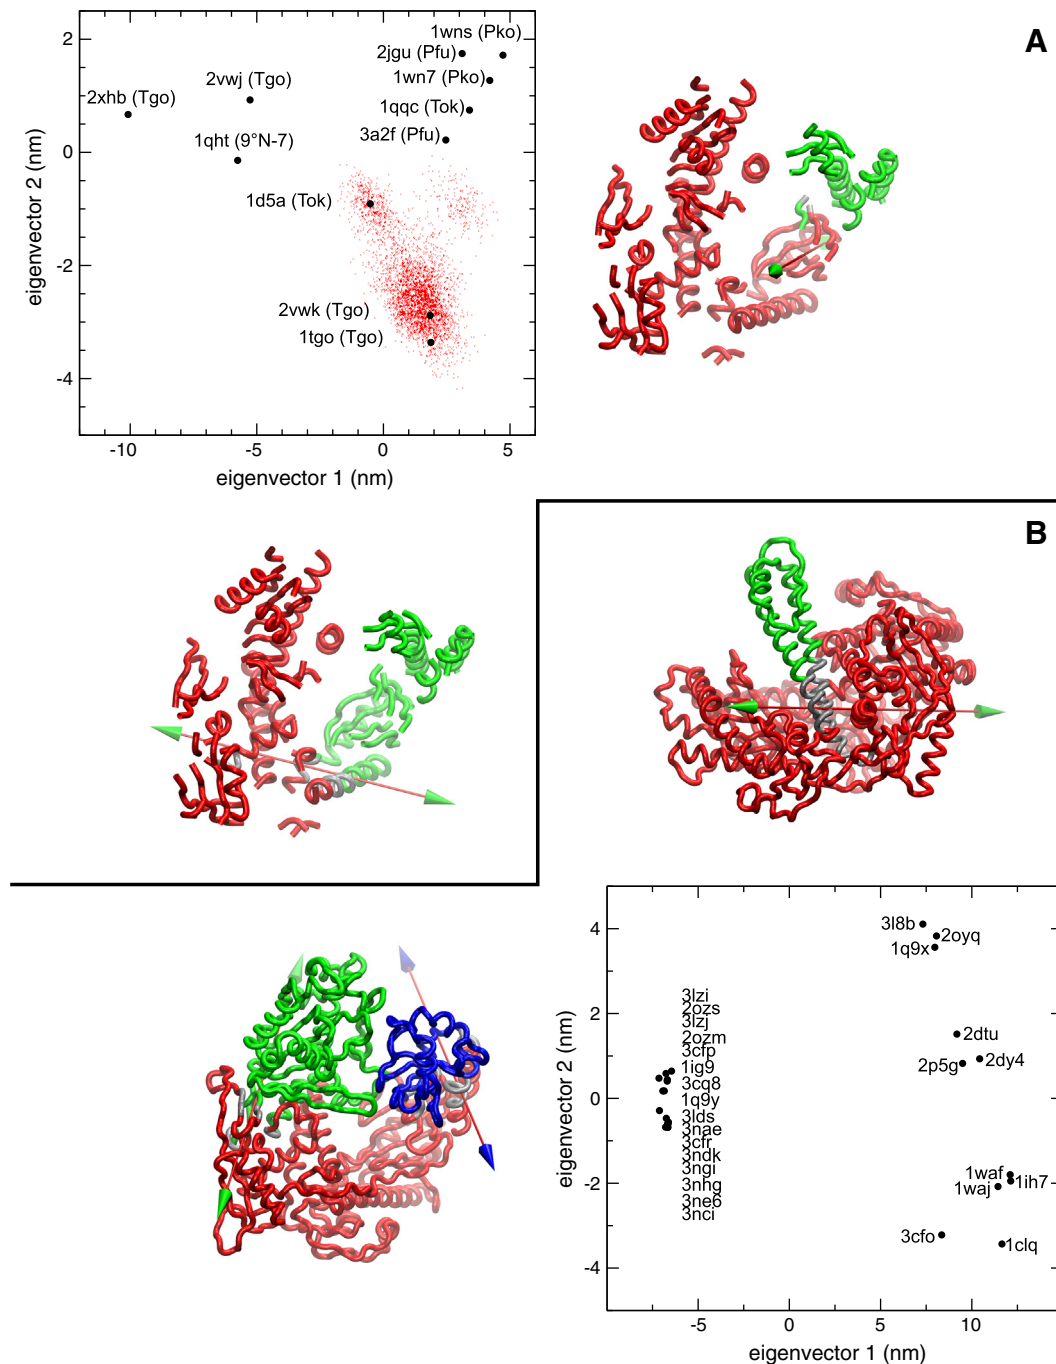 A
2
0
-2
-4
-10
-5
0
5
eigenvector 1 (nm)
eigenvector 2 (nm)
1wns (Pko)
2jgu (Pfu)
1wn7 (Pko)
2vwj (Tgo)
2xhb (Tgo)
1qqc (Tok)
3a2f (Pfu)
1qht (9°N-7)
1d5a (Tok)
2vwk (Tgo)
1tgo (Tgo)
B
4
2
0
-2
-4
-5
0
5
10
eigenvector 1 (nm)
eigenvector 2 (nm)
3l8b
2oyq
1q9x
3lzi
2ozs
3lzj
2ozm
3cfp
1ig9
3cq8
1q9y
3lds
3nae
3cfr
3ndk
3ngi
3nhg
3ne6
3nci
2dtu
2p5g
2dy4
1waf
1ih7
1waj
3cfo
1clq